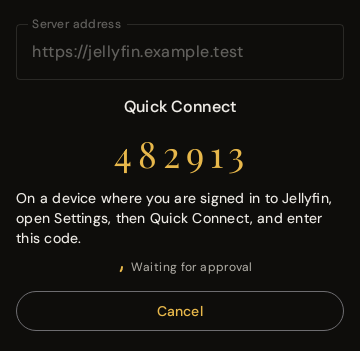 Server address
https://jellyfin.example.test
Quick Connect
482913
On a device where you are signed in to Jellyfin,
open Settings, then Quick Connect, and enter
this code.
Waiting for approval
Cancel